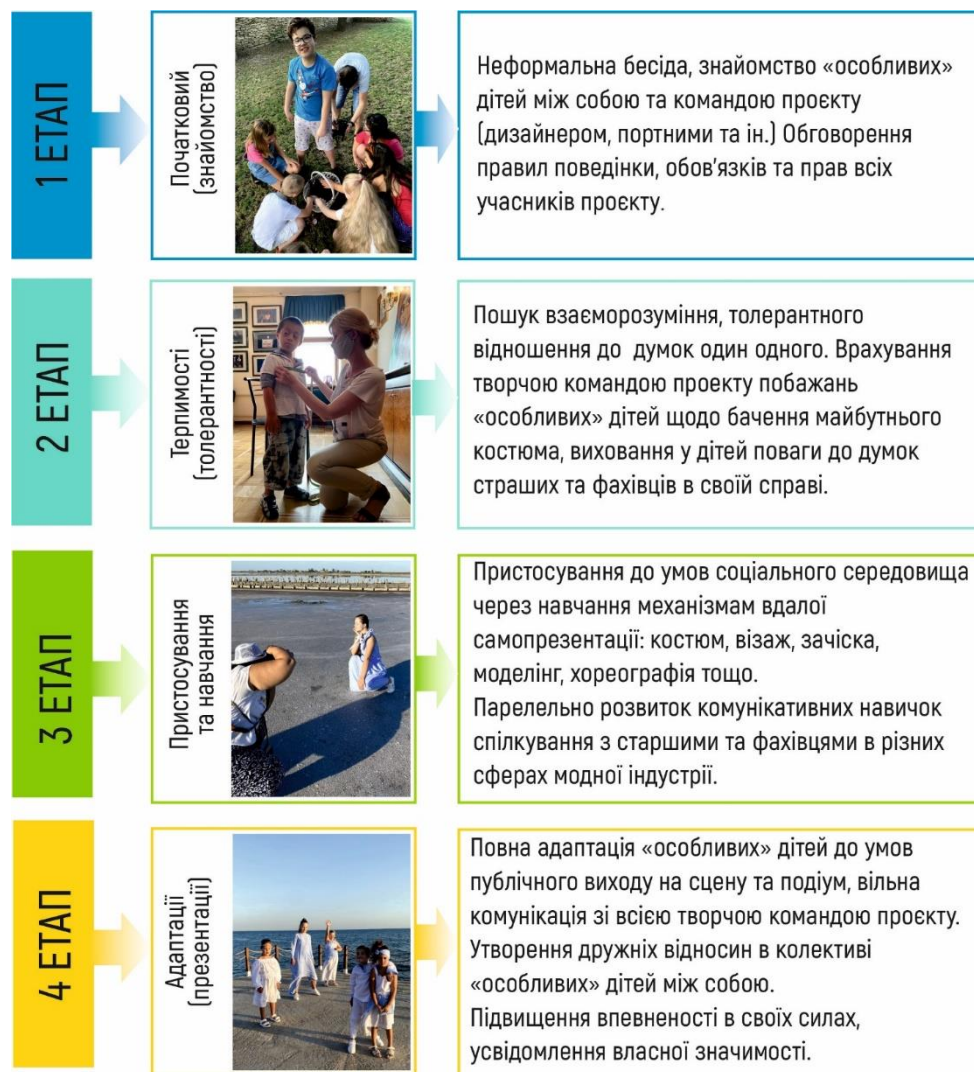 1 ЕТАП
Початковий
(знайомство)
Неформальна бесіда, знайомство «особливих»
дітей між собою та командою проєкту
(дизайнером, портними та ін.) Обговорення
правил поведінки, обов'язків та прав всіх
учасників проєкту.
2 ЕТАП
Терпимості
(толерантності)
Пошук взаєморозуміння, толерантного
відношення до думок один одного. Врахування
творчою командою проекту побажань
«особливих» дітей щодо бачення майбутнього
костюма, виховання у дітей поваги до думок
страших та фахівців в своїй справі.
3 ЕТАП
Пристосування
та навчання
Пристосування до умов соціального середовища
через навчання механізмам вдалої
самопрезентації: костюм, візаж, зачіска,
моделінг, хореографія тощо.
Парелельно розвиток комунікативних навичок
спілкування з старшими та фахівцями в різних
сферах модної індустрії.
4 ЕТАП
Адаптації
(презентації)
Повна адаптація «особливих» дітей до умов
публічного виходу на сцену та подіум, вільна
комунікація зі всією творчою командою проєкту.
Утворення дружніх відносин в колективі
«особливих» дітей між собою.
Підвищення впевненості в своїх силах,
усвідомлення власної значимості.